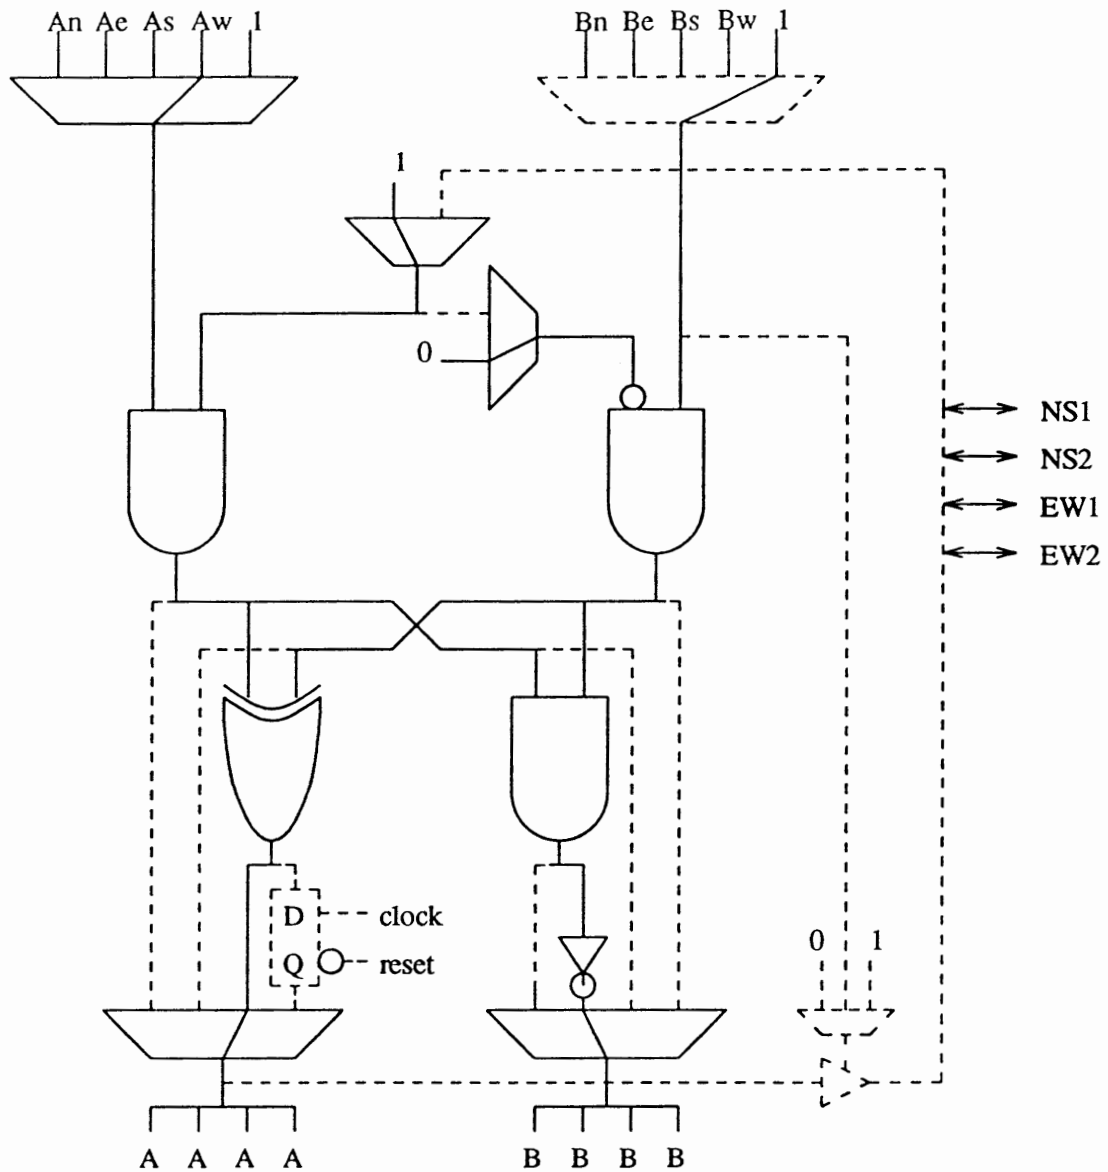 An Ae As Aw 1
Bn Be Bs Bw 1
1
0
NS1
NS2
EW1
EW2
D clock
Q reset
0 1
A A A A
B B B B